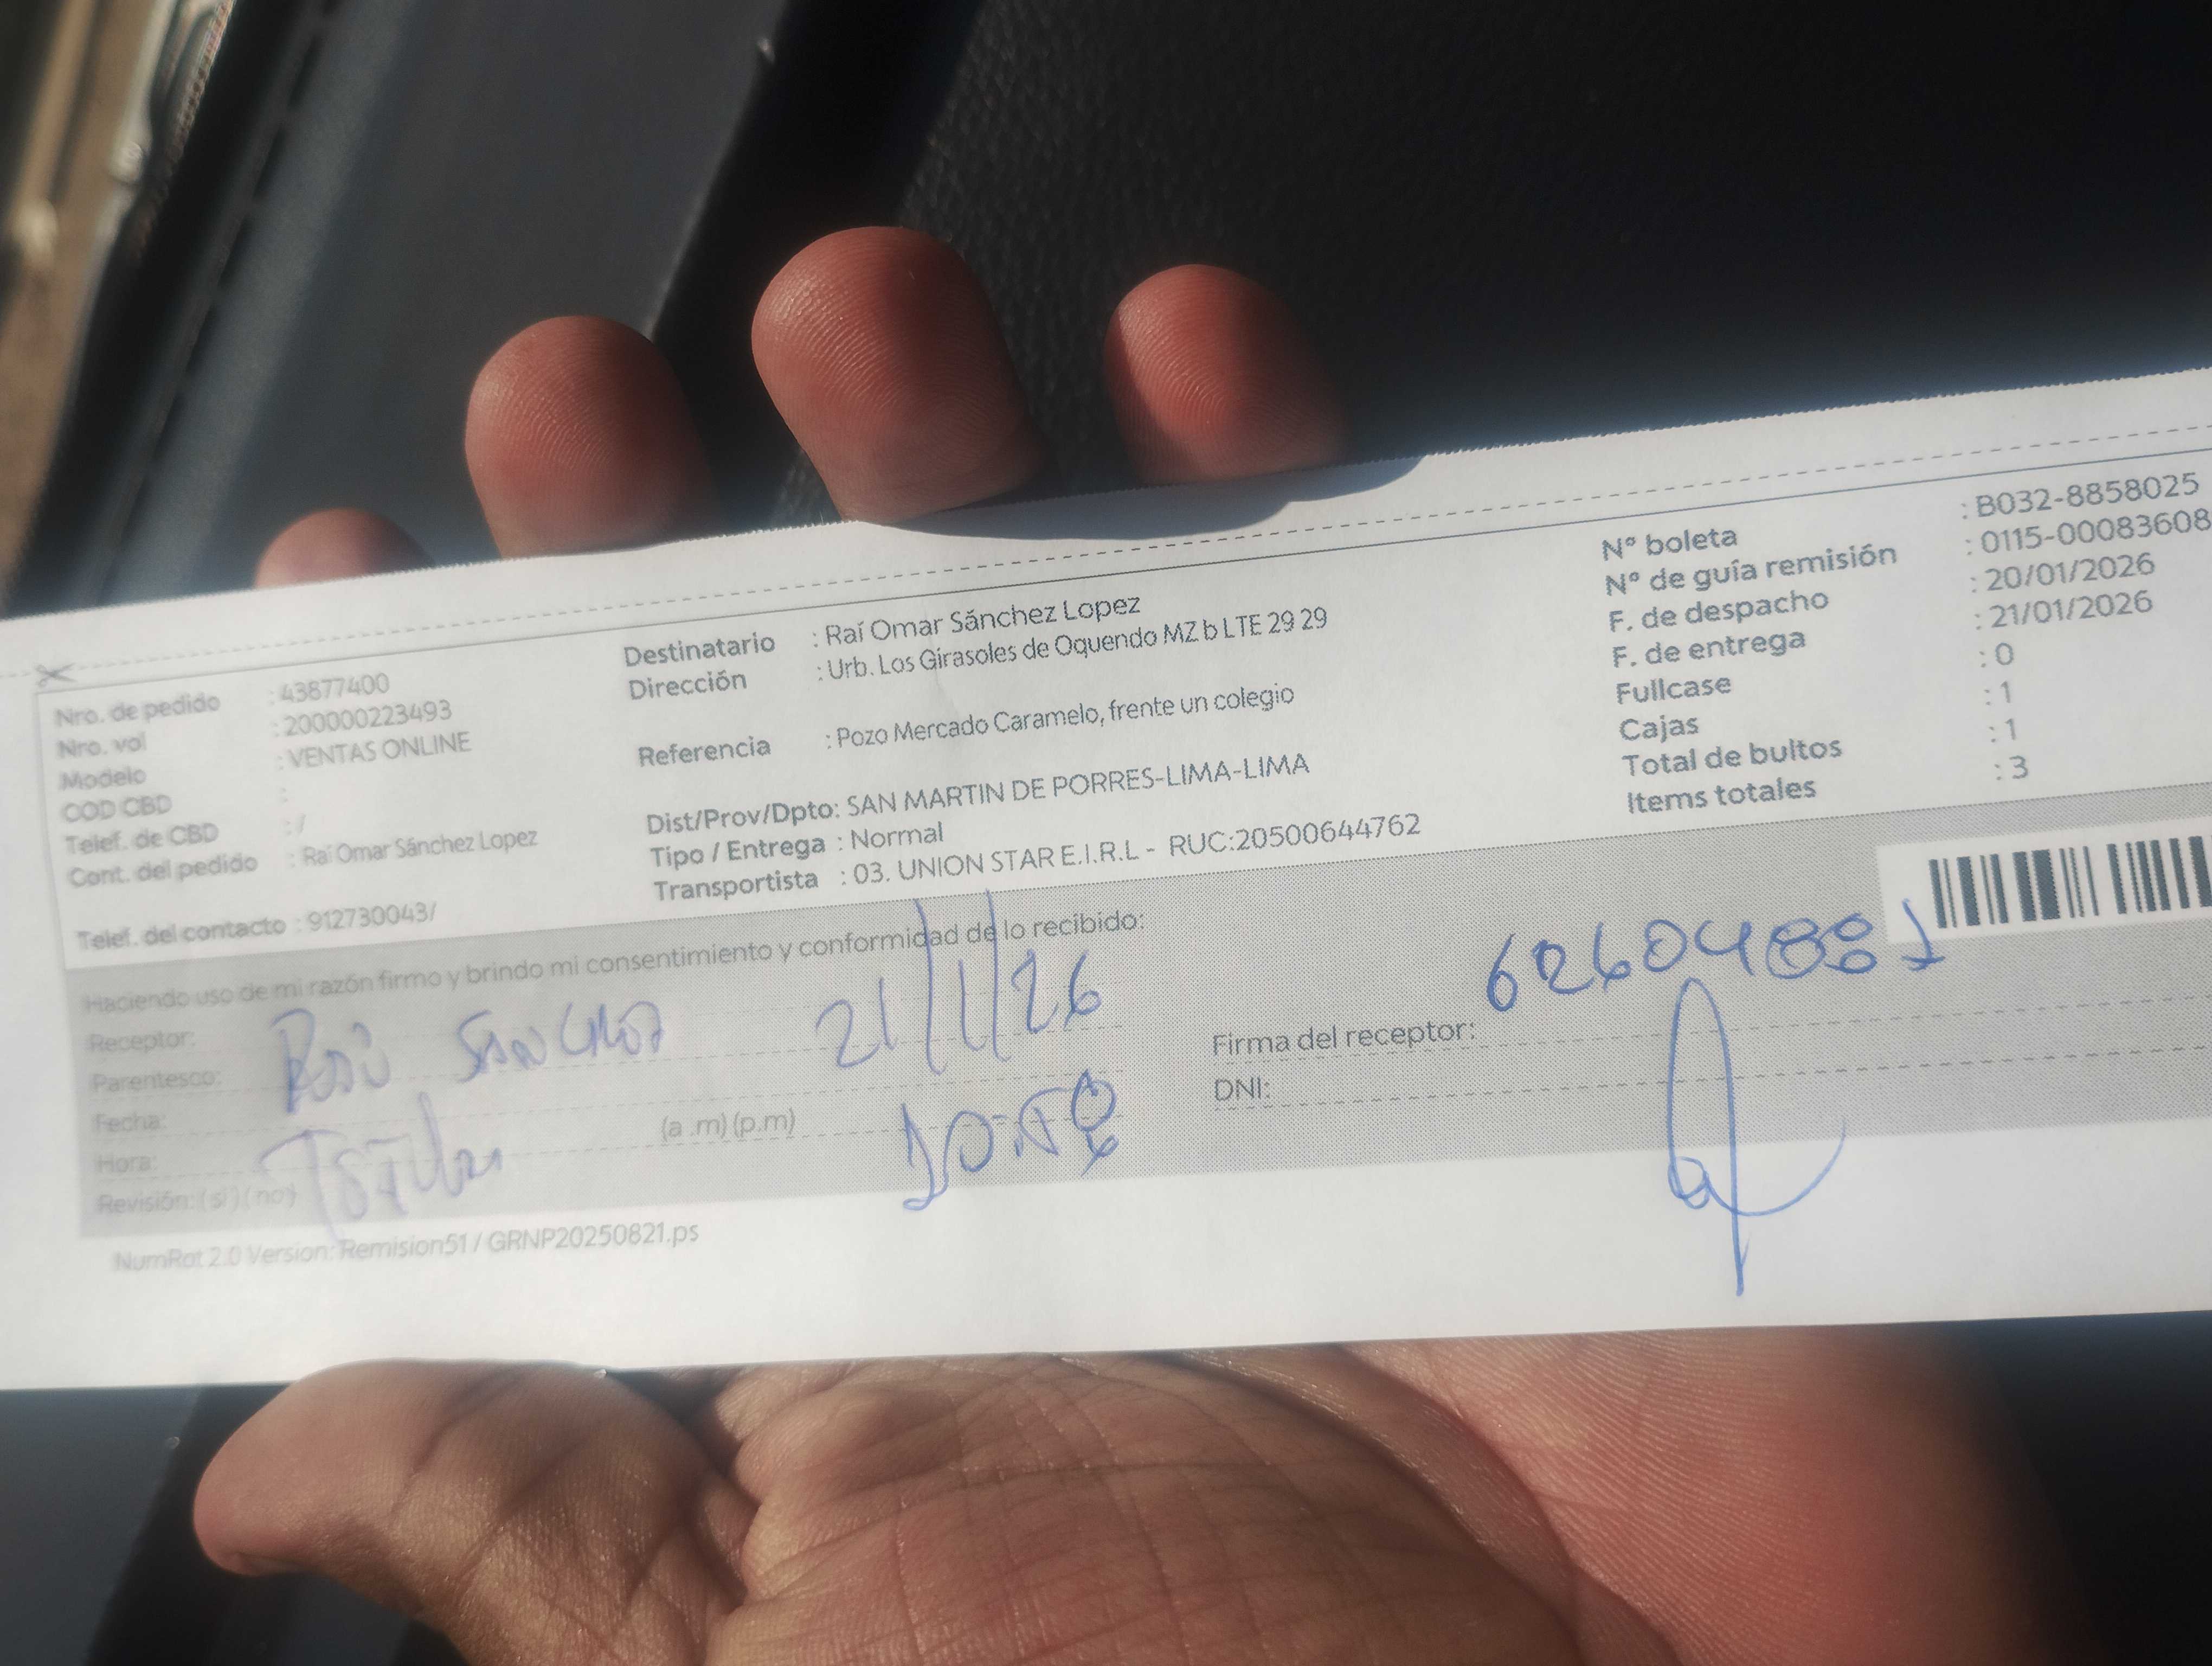 Nro. de pedido : 43877400
Nro. vol : 200000223493
Modelo : VENTAS ONLINE
COD CBD :
Telef. de CBD : /
Cont. del pedido : Raí Omar Sánchez Lopez
Telef. del contacto : 912730043/
Destinatario : Raí Omar Sánchez Lopez
Dirección : Urb. Los Girasoles de Oquendo MZ b LTE 29 29
Referencia : Pozo Mercado Caramelo, frente un colegio
Dist/Prov/Dpto: SAN MARTIN DE PORRES-LIMA-LIMA
Tipo / Entrega : Normal
Transportista : 03. UNION STAR E.I.R.L - RUC:20500644762
N° boleta : B032-8858025
N° de guía remisión : 0115-00083608
F. de despacho : 20/01/2026
F. de entrega : 21/01/2026
Fullcase : 0
Cajas : 1
Total de bultos : 1
Items totales : 3
Haciendo uso de mi razón firmo y brindo mi consentimiento y conformidad de lo recibido:
Receptor:
Parentesco:
Fecha:
Hora: (a .m) (p.m)
Revisión: ( si ) ( no )
21/1/26
Firma del receptor:
DNI:
NumRot 2.0 Version: Remision51 / GRNP20250821.ps